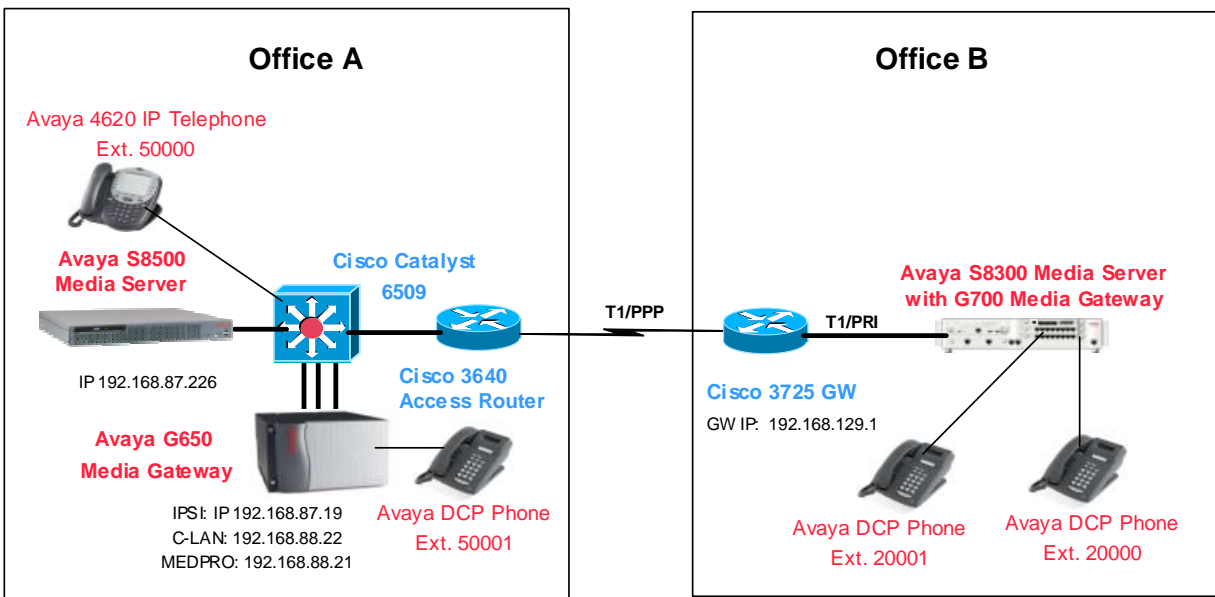 Office A
Avaya 4620 IP Telephone
Ext. 50000
Avaya S8500
Media Server
IP 192.168.87.226
Cisco Catalyst
6509
Cisco 3640
Access Router
Avaya G650
Media Gateway
IPSI: IP 192.168.87.19
C-LAN: 192.168.88.22
MEDPRO: 192.168.88.21
Avaya DCP Phone
Ext. 50001
T1/PPP
Office B
Cisco 3725 GW
GW IP: 192.168.129.1
T1/PRI
Avaya S8300 Media Server
with G700 Media Gateway
Avaya DCP Phone
Ext. 20001
Avaya DCP Phone
Ext. 20000